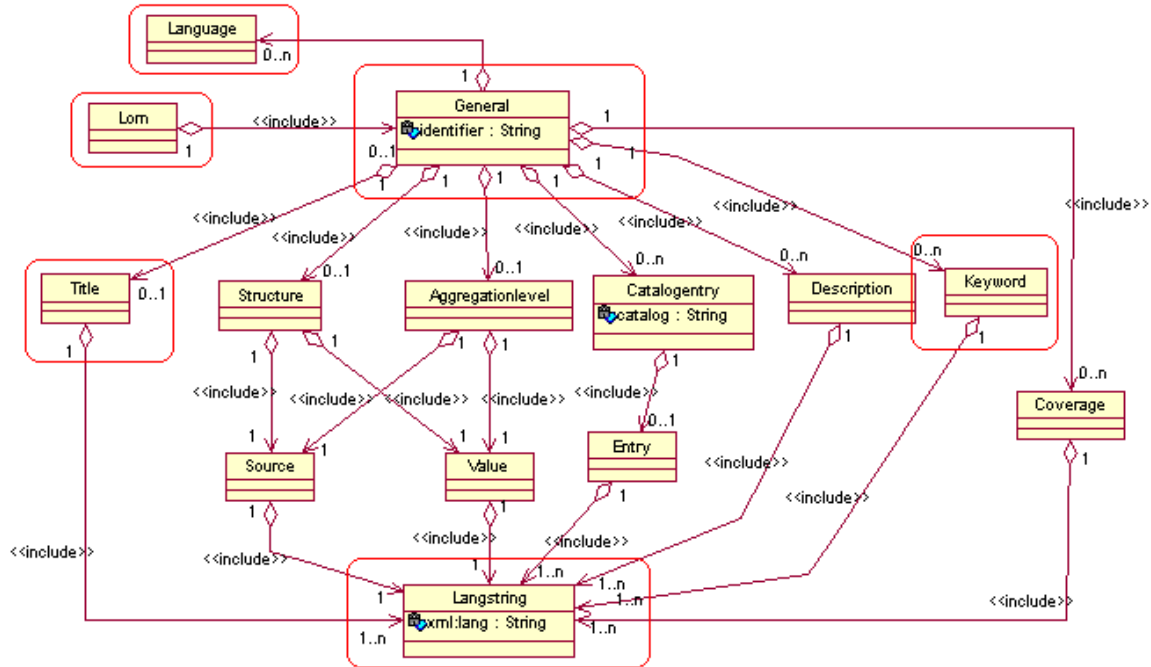 Language
0..n
1
General
identifier : String
Lom
1
<<include>>
0..1
1
1
1
1
1
1
1
<<include>>
<<include>>
<<include>>
<<include>>
<<include>>
<<include>>
<<include>>
0..1
Title
1
0..1
Structure
1
1
0..1
Aggregationlevel
1
1
0..n
Catalogentry
catalog : String
1
0..n
Description
1
0..n
Keyword
1
0..n
Coverage
1
<<include>>
<<include>>
<<include>>
<<include>>
<<include>>
1
1
Source
1
1
1
Value
1
0..1
Entry
1
<<include>>
<<include>>
<<include>>
<<include>>
<<include>>
<<include>>
<<include>>
1
1
1..n
1..n
1..n
1..n
1..n
Langstring
xml:lang : String